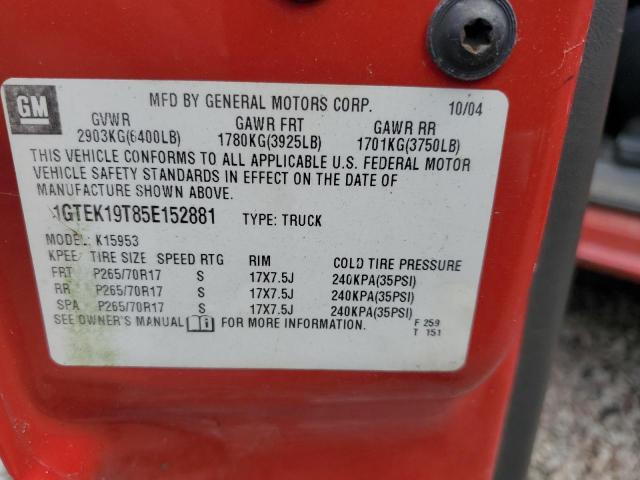 GM
MFD BY GENERAL MOTORS CORP. 10/04
GVWR GAWR FRT GAWR RR
2903KG(6400LB) 1780KG(3925LB) 1701KG(3750LB)
THIS VEHICLE CONFORMS TO ALL APPLICABLE U.S. FEDERAL MOTOR
VEHICLE SAFETY STANDARDS IN EFFECT ON THE DATE OF
MANUFACTURE SHOWN ABOVE.
1GTEK19T85E152881 TYPE: TRUCK
MODEL: K15953
KPEE TIRE SIZE SPEED RTG RIM COLD TIRE PRESSURE
FRT P265/70R17 S 17X7.5J 240KPA(35PSI)
RR P265/70R17 S 17X7.5J 240KPA(35PSI)
SPA P265/70R17 S 17X7.5J 240KPA(35PSI)
SEE OWNER'S MANUAL FOR MORE INFORMATION.
F 259
T 151